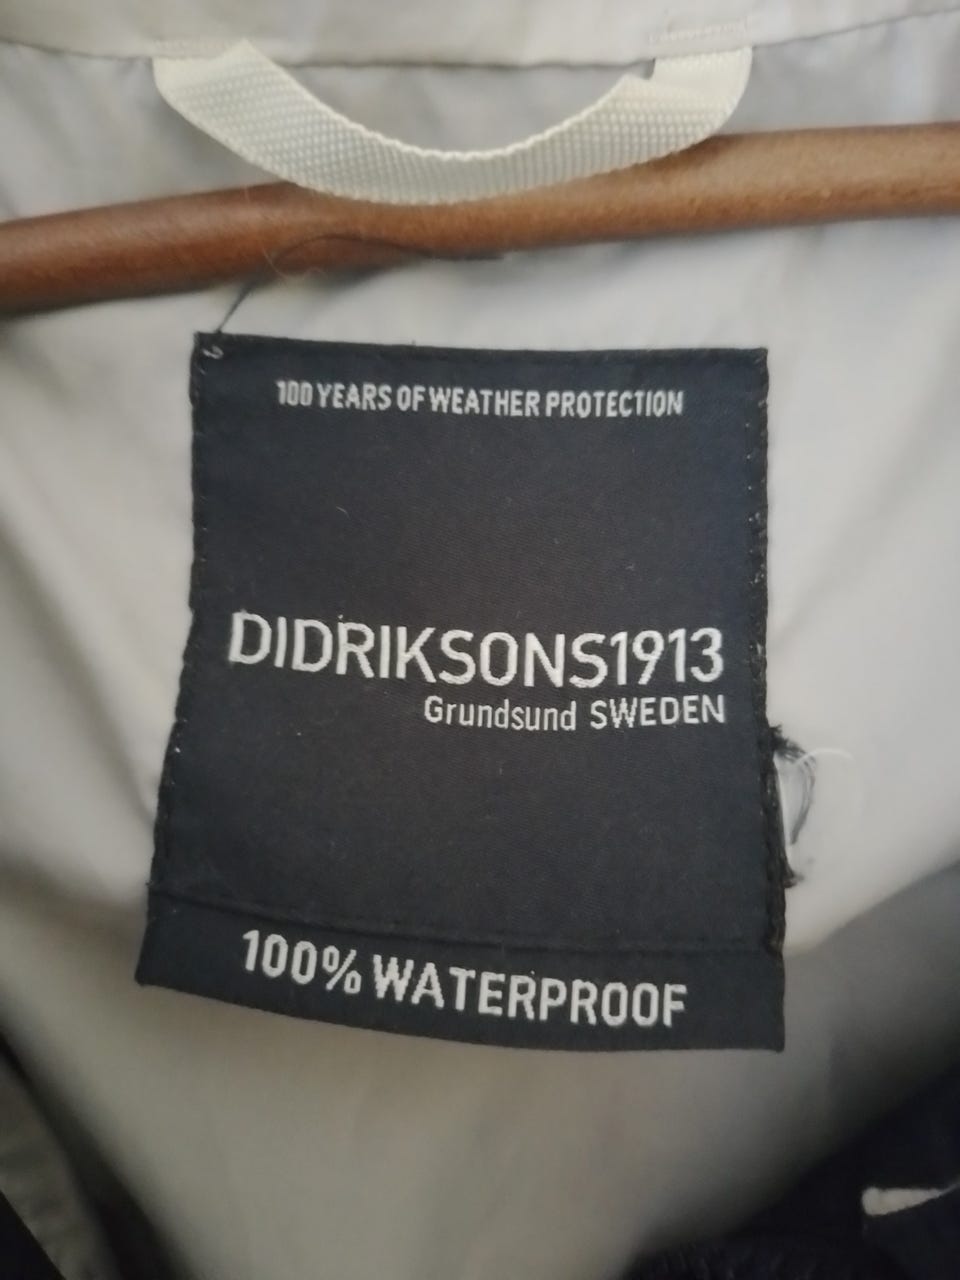 100 YEARS OF WEATHER PROTECTION
DIDRIKSONS1913
Grundsund SWEDEN
100% WATERPROOF